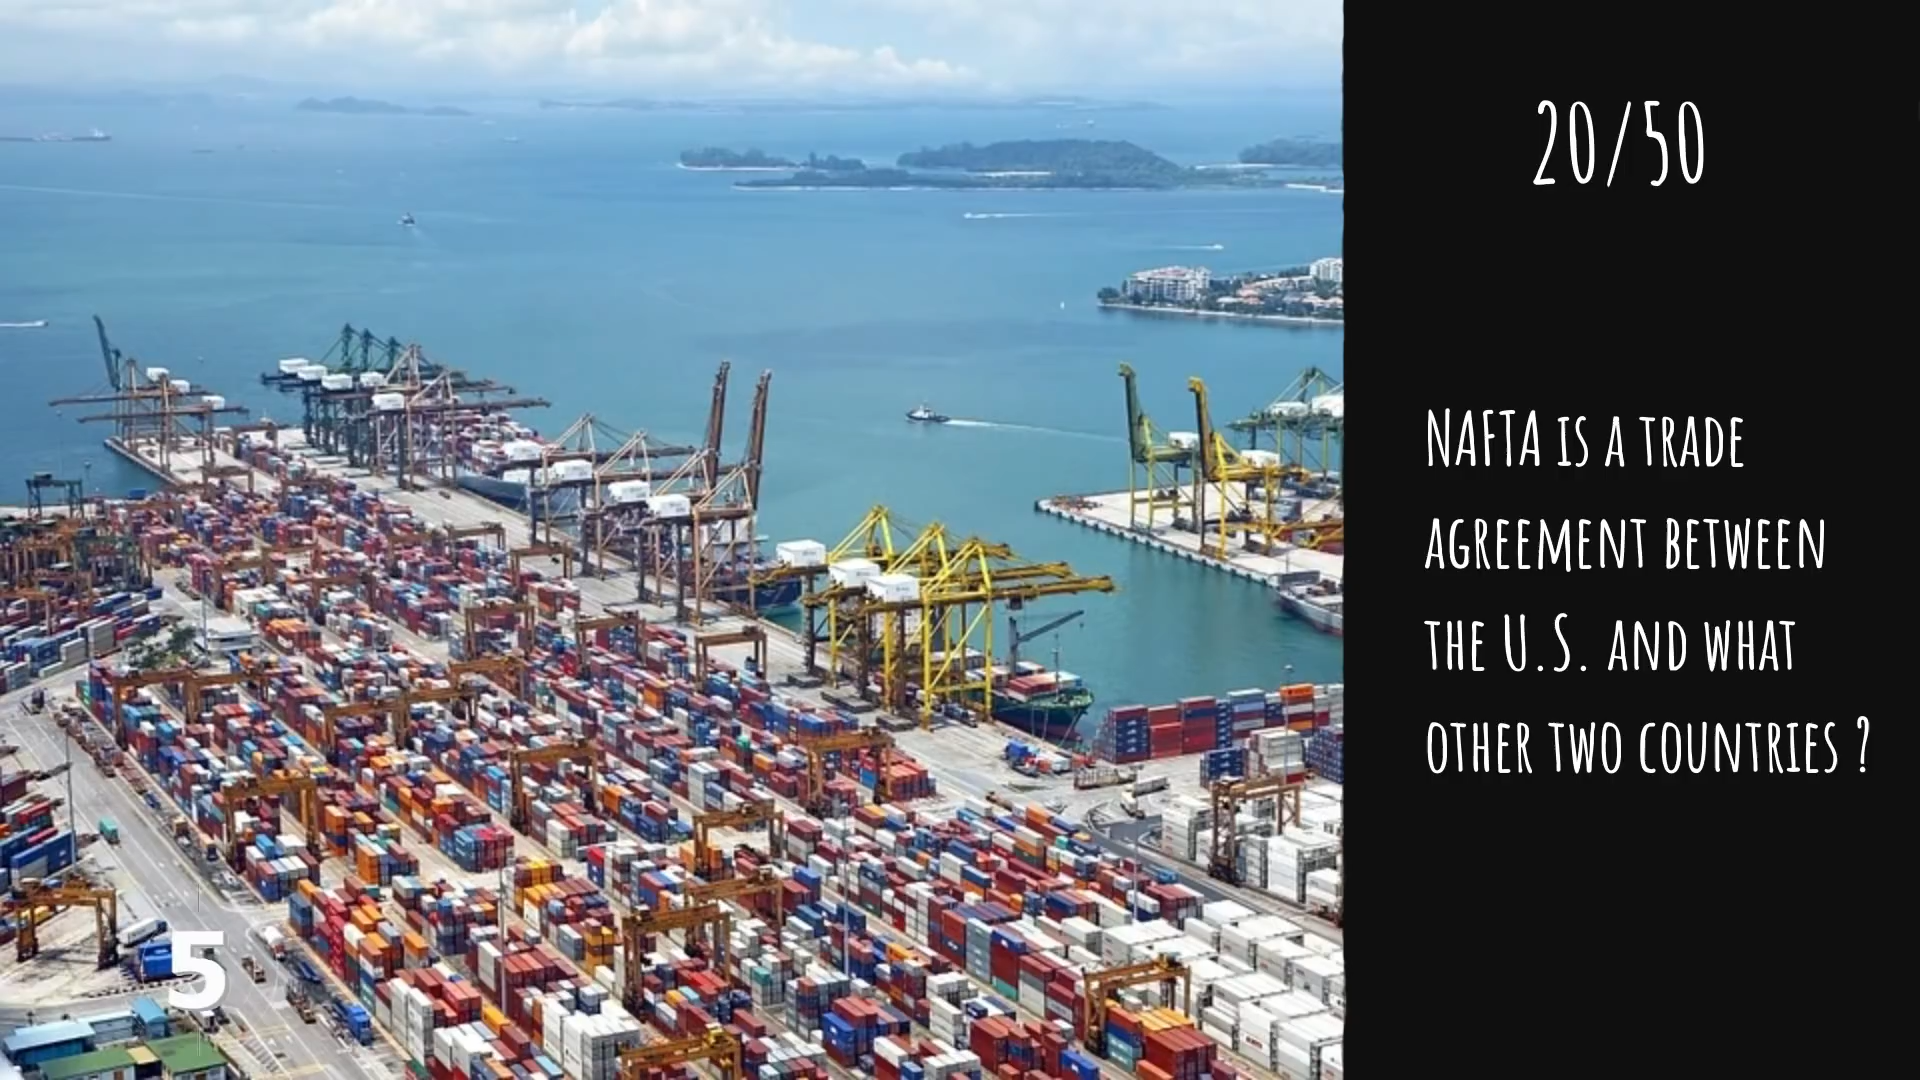 20/50
NAFTA IS A TRADE
AGREEMENT BETWEEN
THE U.S. AND WHAT
OTHER TWO COUNTRIES ?
5